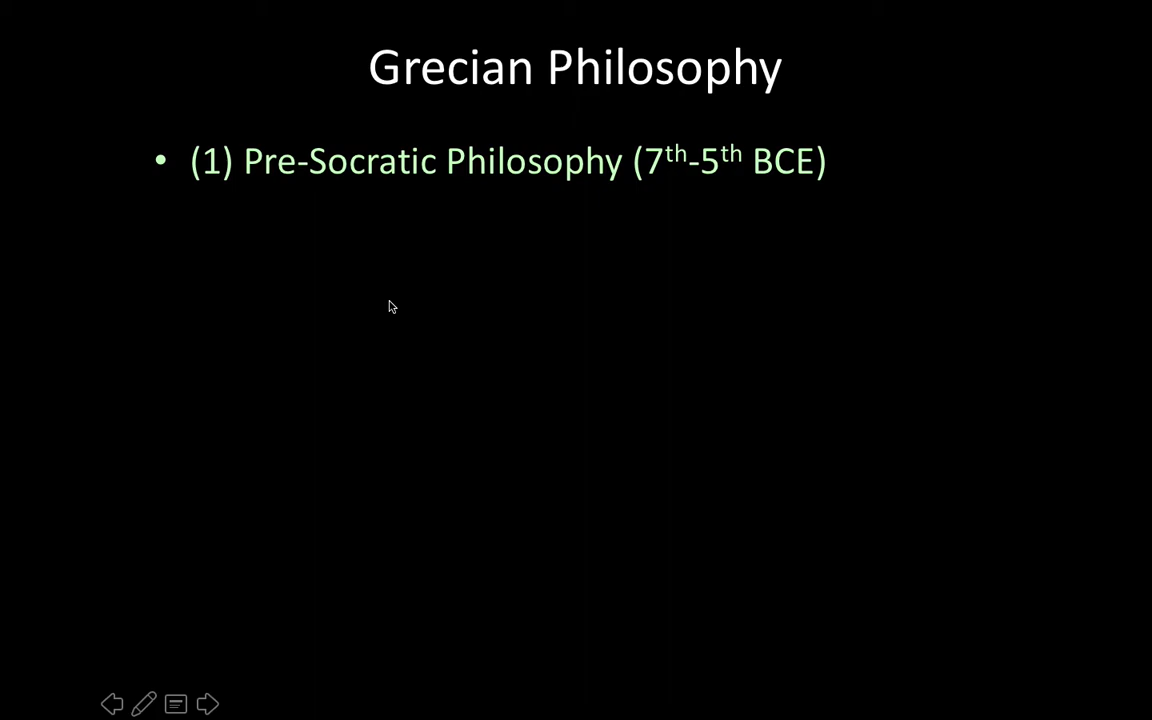 Grecian Philosophy
• (1) Pre-Socratic Philosophy (7th-5th BCE)